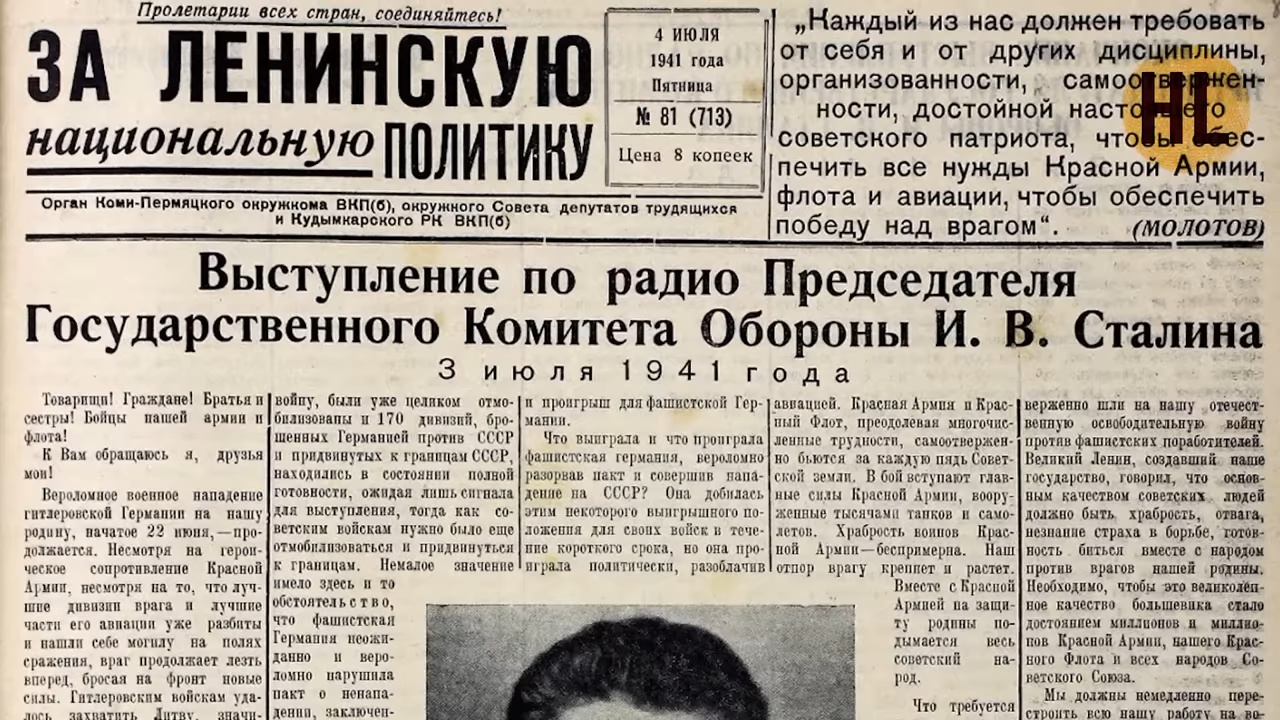 Пролетарии всех стран, соединяйтесь!
ЗА ЛЕНИНСКУЮ
национальную ПОЛИТИКУ
Орган Коми-Пермяцкого окружкома ВКП(б), окружного Совета депутатов трудящихся
и Кудымкарского РК ВКП(б)
4 ИЮЛЯ
1941 года
Пятница
№ 81 (713)
Цена 8 копеек
„Каждый из нас должен требовать
от себя и от других дисциплины,
организованности, самоотвержен-
ности, достойной настоящего
советского патриота, чтобы обес-
печить все нужды Красной Армии,
флота и авиации, чтобы обеспечить
победу над врагом“. (МОЛОТОВ)
HL
Выступление по радио Председателя
Государственного Комитета Обороны И. В. Сталина
3 июля 1941 года
Товарищи! Граждане! Братья и
сестры! Бойцы нашей армии и
флота!
К Вам обращаюсь я, друзья
мои!
Вероломное военное нападение
гитлеровской Германии на нашу
родину, начатое 22 июня,—про-
должается. Несмотря на герои-
ческое сопротивление Красной
Армии, несмотря на то, что луч-
шие дивизии врага и лучшие
части его авиации уже разбиты
и нашли себе могилу на полях
сражения, враг продолжает лезть
вперед, бросая на фронт новые
силы. Гитлеровским войскам уда-
лось захватить Литву, значи-
войну, были уже целиком отмо-
билизованы и 170 дивизий, бро-
шенных Германией против СССР
и придвинутых к границам СССР,
находились в состоянии полной
готовности, ожидая лишь сигнала
для выступления, тогда как со-
ветским войскам нужно было еще
отмобилизоваться и придвинуться
к границам. Немалое значение
имело здесь и то
обстоятельство,
что фашистская
Германия неожи-
данно и веро-
ломно нарушила
пакт о ненапа-
дении, заключен-
и проигрыш для фашистской Гер-
мании.
Что выиграла и что проиграла
фашистская германия, вероломно
разорвав пакт и совершив напа-
дение на СССР? Она добилась
этим некоторого выигрышного по-
ложения для своих войск в тече-
ние короткого срока, но она про-
играла политически, разоблачив
авиацией. Красная Армия и Крас-
ный Флот, преодолевая многочис-
ленные трудности, самоотвержен-
но бьются за каждую пядь Совет-
ской земли. В бой вступают глав-
ные силы Красной Армии, воору-
женные тысячами танков и само-
летов. Храбрость воинов Крас-
ной Армии—беспримерна. Наш
отпор врагу крепнет и растет.
Вместе с Красной
Армией на защи-
ту родины по-
дымается весь
советский на-
род.
Что требуется
верженно шли на нашу отечест-
венную освободительную войну
против фашистских поработителей.
Великий Ленин, создавший наше
государство, говорил, что основ-
ным качеством советских людей
должно быть храбрость, отвага,
незнание страха в борьбе, готов-
ность биться вместе с народом
против врагов нашей родины.
Необходимо, чтобы это великолеп-
ное качество большевика стало
достоянием миллионов и миллио-
нов Красной Армии, нашего Крас-
ного Флота и всех народов Со-
ветского Союза.
Мы должны немедленно пере-
строить всю нашу работу на во-